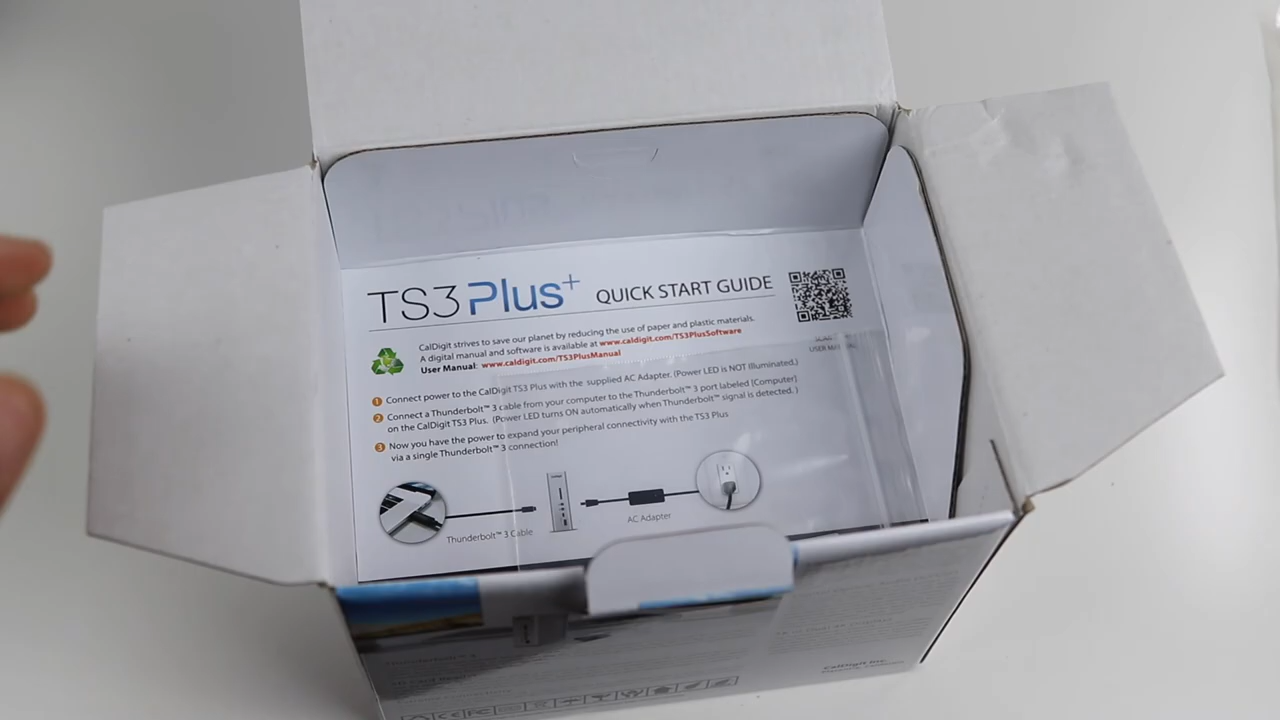 TS3 Plus+ QUICK START GUIDE
CalDigit strives to save our planet by reducing the use of paper and plastic materials.
A digital manual and software is available at www.caldigit.com/TS3PlusSoftware
User Manual: www.caldigit.com/TS3PlusManual
1 Connect power to the CalDigit TS3 Plus with the supplied AC Adapter. (Power LED is NOT Illuminated.)
2 Connect a Thunderbolt™ 3 cable from your computer to the Thunderbolt™ 3 port labeled [Computer]
on the CalDigit TS3 Plus. (Power LED turns ON automatically when Thunderbolt™ signal is detected. )
3 Now you have the power to expand your peripheral connectivity with the TS3 Plus
via a single Thunderbolt™ 3 connection!
Thunderbolt™ 3 Cable
AC Adapter
CalDigit Inc.